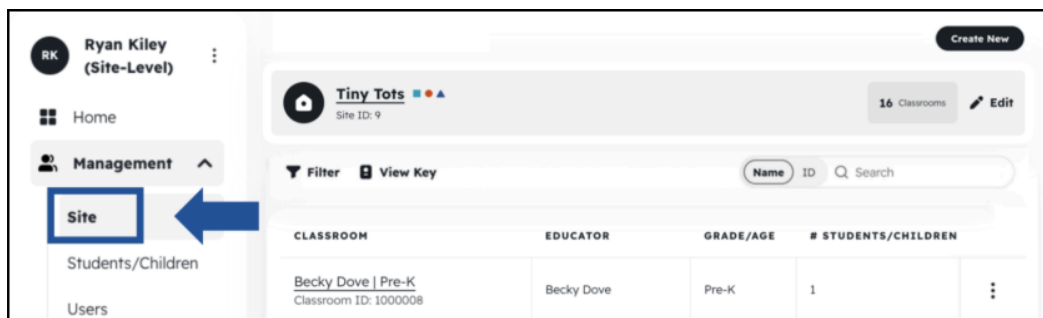 RK
Ryan Kiley
(Site-Level)
Create New
Tiny Tots
Site ID: 9
16 Classrooms
Edit
Home
Management
Filter
View Key
Name
ID
Search
Site
CLASSROOM
EDUCATOR
GRADE/AGE
# STUDENTS/CHILDREN
Students/Children
Becky Dove | Pre-K
Classroom ID: 1000008
Becky Dove
Pre-K
1
Users